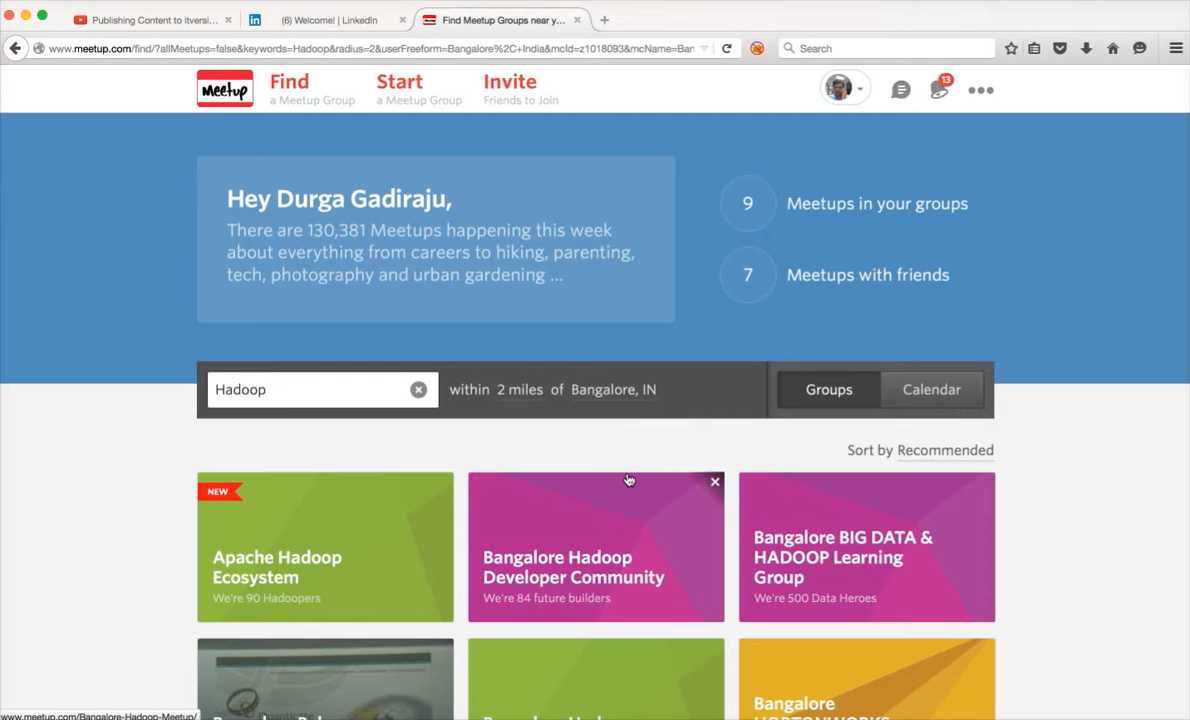 Publishing Content to itversi...
(6) Welcome! | LinkedIn
Find Meetup Groups near y...
www.meetup.com/find/?allMeetups=false&keywords=Hadoop&radius=2&userFreeform=Bangalore%2C+India&mcId=z1018093&mcName=Ban
Search
Meetup
Find
a Meetup Group
Start
a Meetup Group
Invite
Friends to Join
13
Hey Durga Gadiraju,
There are 130,381 Meetups happening this week
about everything from careers to hiking, parenting,
tech, photography and urban gardening ...
9 Meetups in your groups
7 Meetups with friends
Hadoop
within 2 miles of Bangalore, IN
Groups
Calendar
Sort by Recommended
NEW
Apache Hadoop
Ecosystem
We're 90 Hadoopers
Bangalore Hadoop
Developer Community
We're 84 future builders
Bangalore BIG DATA &
HADOOP Learning
Group
We're 500 Data Heroes
Bangalore
www.meetup.com/Bangalore-Hadoop-Meetup/